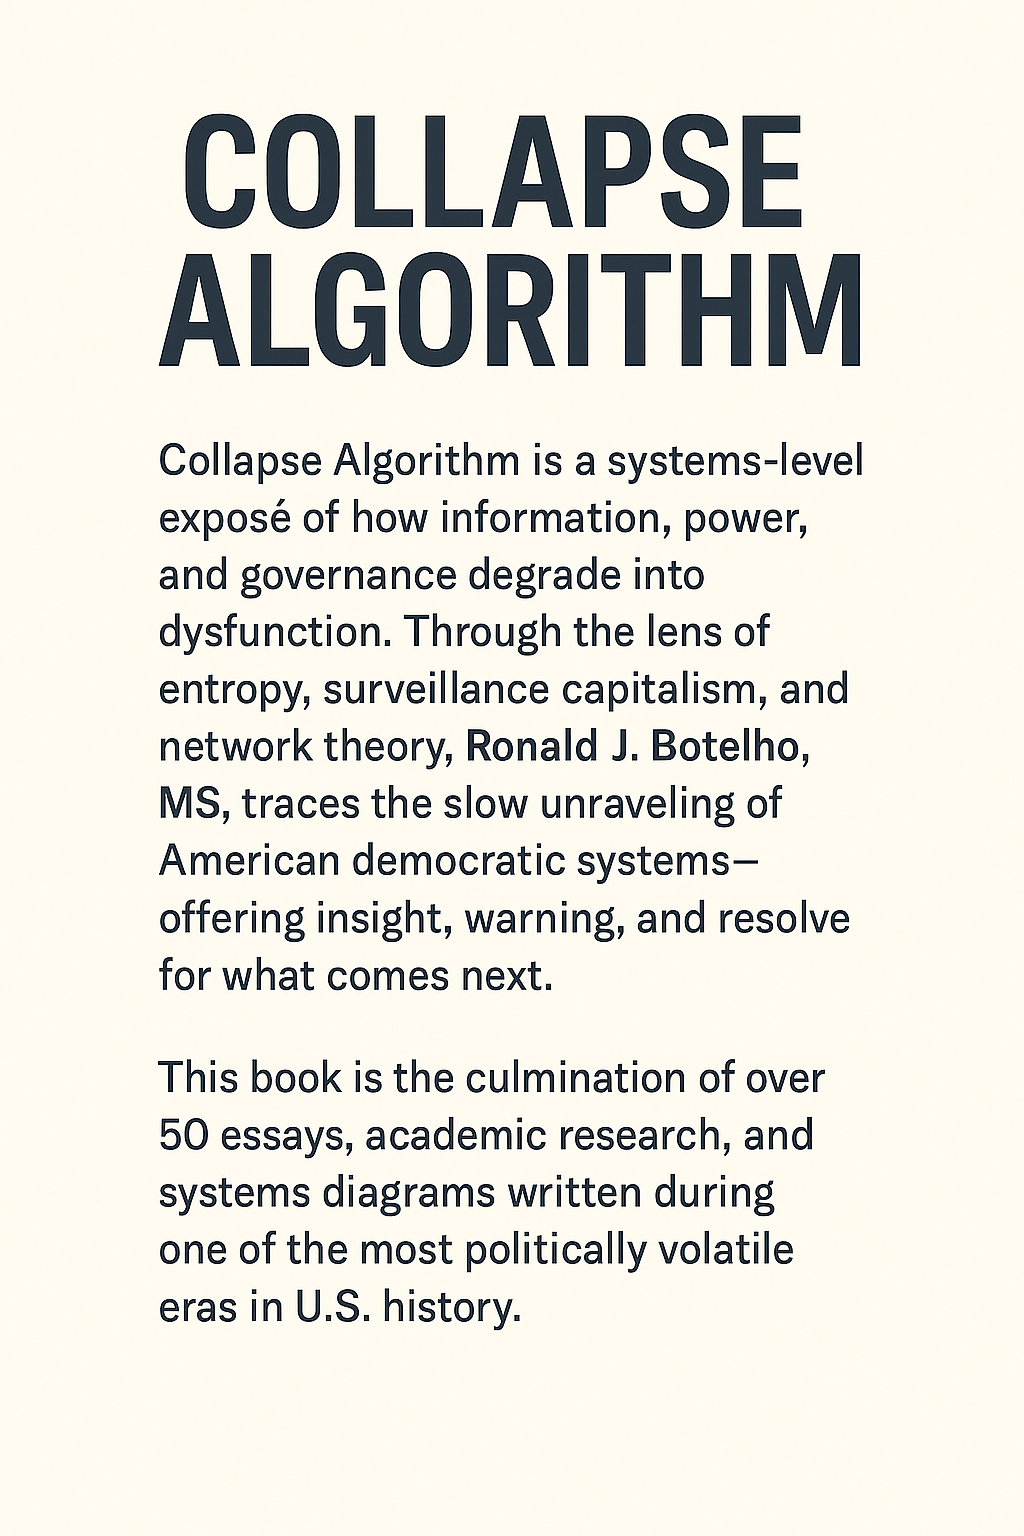 COLLAPSE
ALGORITHM
Collapse Algorithm is a systems-level
exposé of how information, power,
and governance degrade into
dysfunction. Through the lens of
entropy, surveillance capitalism, and
network theory, Ronald J. Botelho,
MS, traces the slow unraveling of
American democratic systems—
offering insight, warning, and resolve
for what comes next.
This book is the culmination of over
50 essays, academic research, and
systems diagrams written during
one of the most politically volatile
eras in U.S. history.